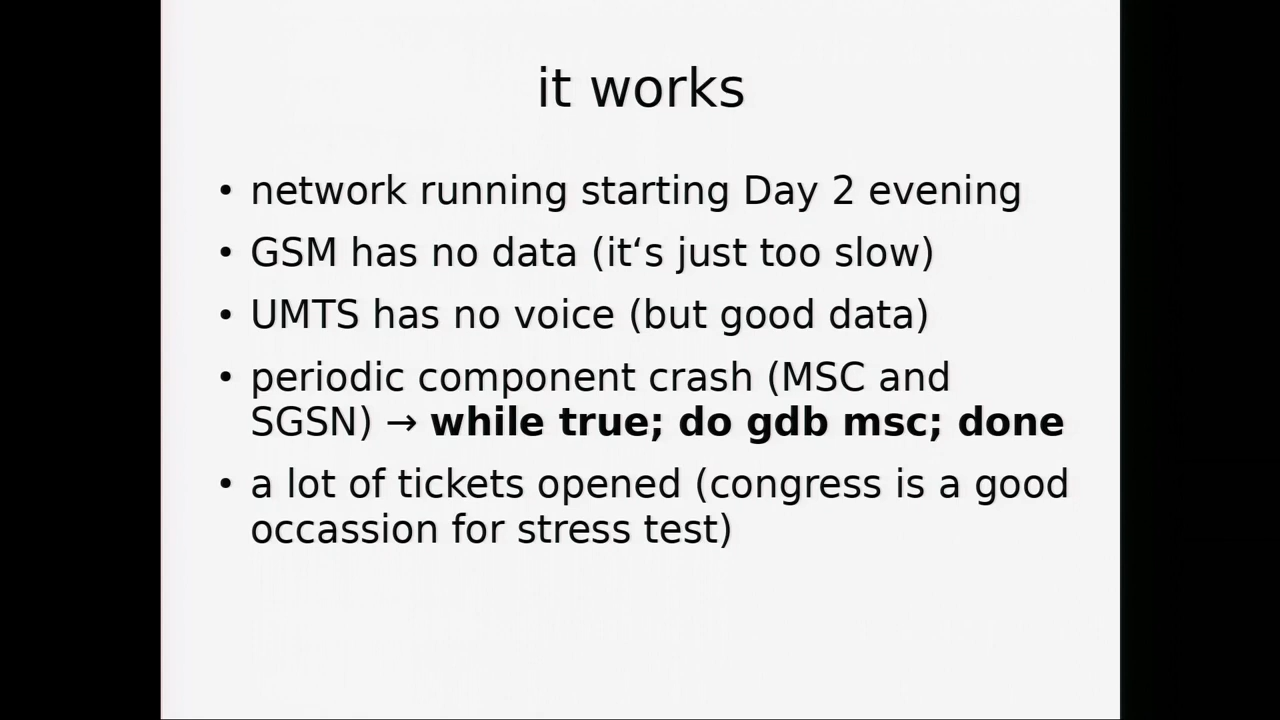 it works
• network running starting Day 2 evening
• GSM has no data (it‘s just too slow)
• UMTS has no voice (but good data)
• periodic component crash (MSC and
SGSN) → while true; do gdb msc; done
• a lot of tickets opened (congress is a good
occassion for stress test)